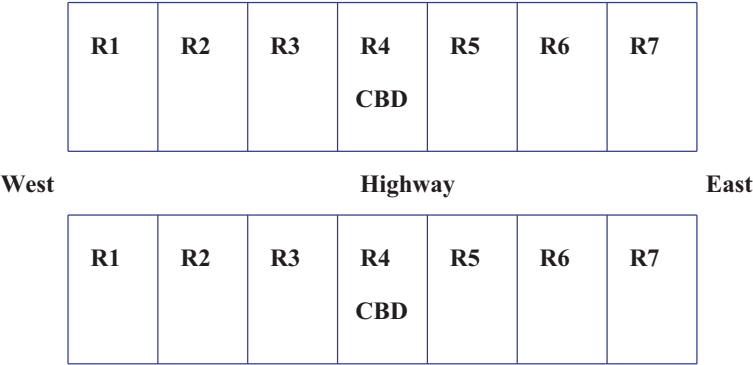 R1 R2 R3 R4 R5 R6 R7
CBD
West Highway East
R1 R2 R3 R4 R5 R6 R7
CBD